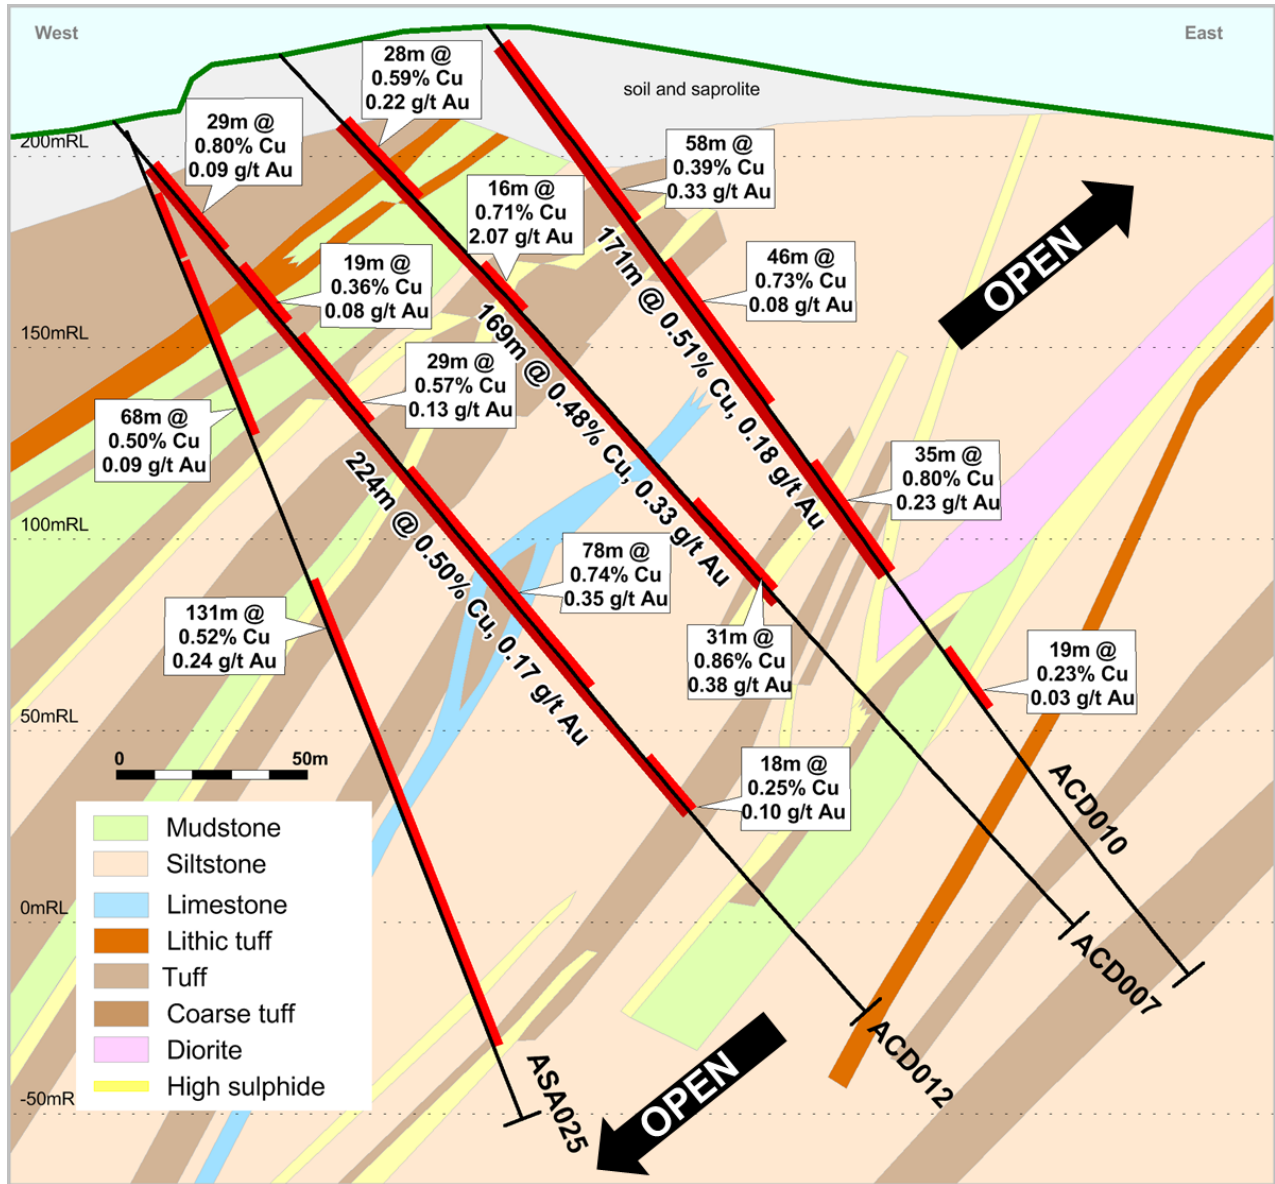 West
East
28m @
0.59% Cu
0.22 g/t Au
soil and saprolite
29m @
0.80% Cu
0.09 g/t Au
200mRL
58m @
0.39% Cu
0.33 g/t Au
16m @
0.71% Cu
2.07 g/t Au
OPEN
19m @
0.36% Cu
0.08 g/t Au
46m @
0.73% Cu
0.08 g/t Au
171m @ 0.51% Cu, 0.18 g/t Au
169m @ 0.48% Cu, 0.33 g/t Au
150mRL
29m @
0.57% Cu
0.13 g/t Au
68m @
0.50% Cu
0.09 g/t Au
224m @ 0.50% Cu, 0.17 g/t Au
35m @
0.80% Cu
0.23 g/t Au
100mRL
78m @
0.74% Cu
0.35 g/t Au
131m @
0.52% Cu
0.24 g/t Au
31m @
0.86% Cu
0.38 g/t Au
19m @
0.23% Cu
0.03 g/t Au
50mRL
0
50m
18m @
0.25% Cu
0.10 g/t Au
ACD010
Mudstone
Siltstone
Limestone
Lithic tuff
Tuff
Coarse tuff
Diorite
High sulphide
0mRL
ACD007
ACD012
ASA025
OPEN
-50mR